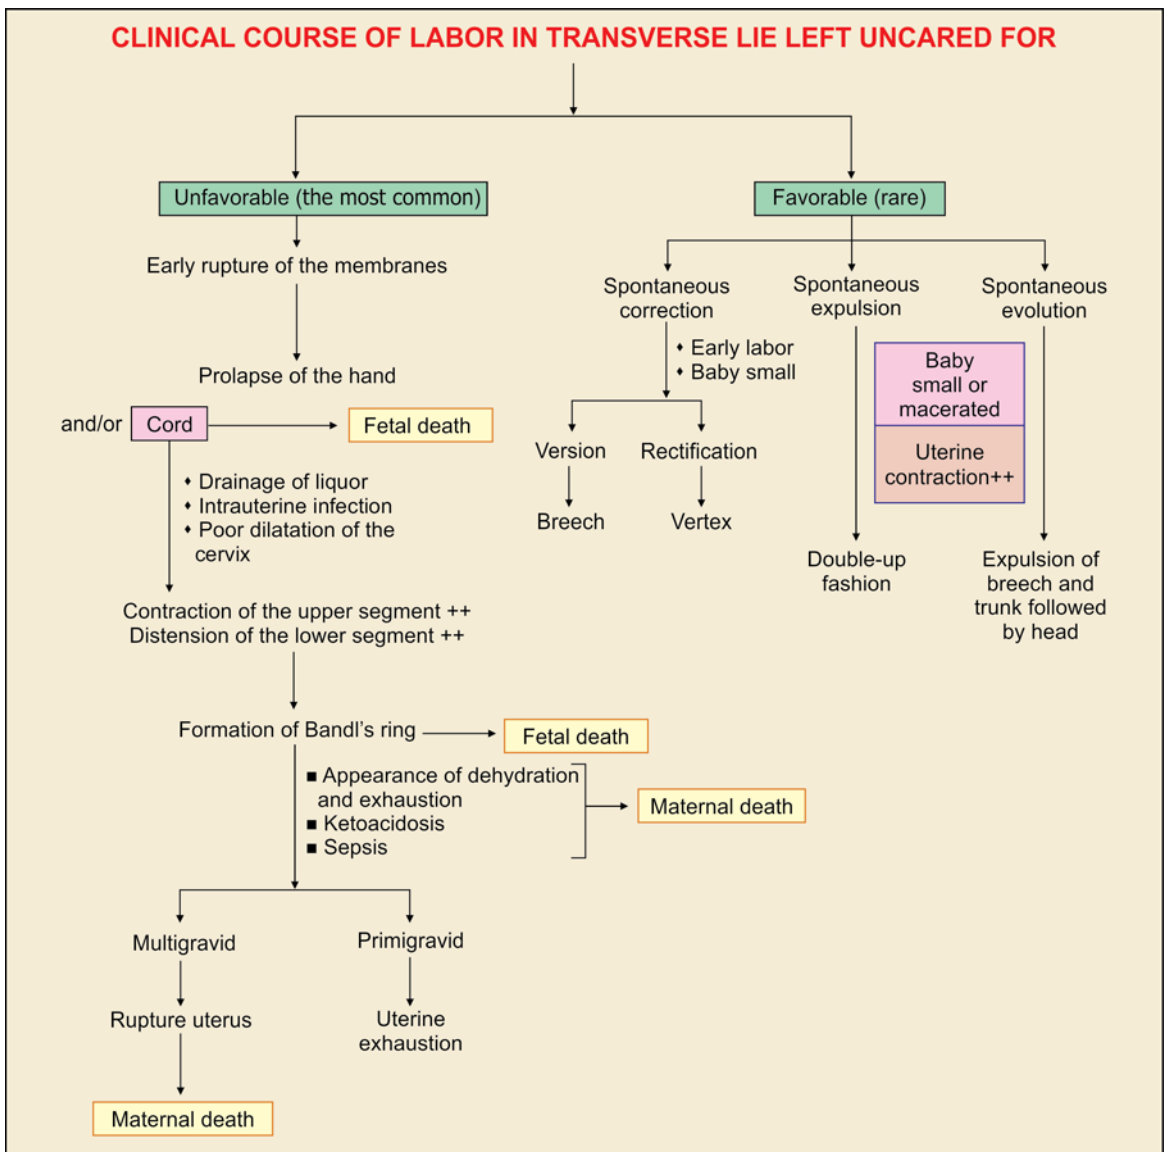 CLINICAL COURSE OF LABOR IN TRANSVERSE LIE LEFT UNCARED FOR
Unfavorable (the most common)
Early rupture of the membranes
Prolapse of the hand
and/or
Cord
Fetal death
♦ Drainage of liquor
♦ Intrauterine infection
♦ Poor dilatation of the
cervix
Contraction of the upper segment ++
Distension of the lower segment ++
Formation of Bandl's ring
Fetal death
■ Appearance of dehydration
and exhaustion
■ Ketoacidosis
■ Sepsis
Maternal death
Multigravid
Rupture uterus
Maternal death
Primigravid
Uterine
exhaustion
Favorable (rare)
Spontaneous
correction
♦ Early labor
♦ Baby small
Version
Breech
Rectification
Vertex
Spontaneous
expulsion
Double-up
fashion
Baby
small or
macerated
Uterine
contraction++
Spontaneous
evolution
Expulsion of
breech and
trunk followed
by head